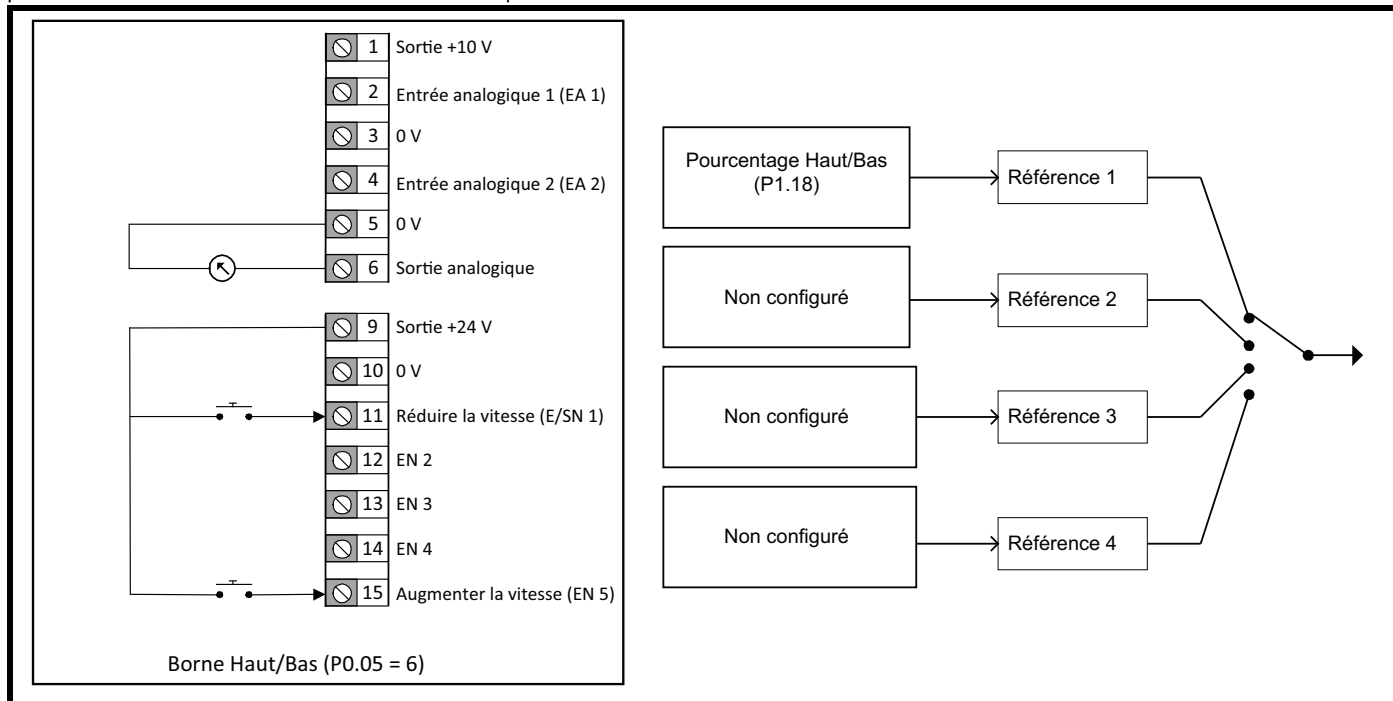 1 Sortie +10 V
2 Entrée analogique 1 (EA 1)
3 0 V
4 Entrée analogique 2 (EA 2)
5 0 V
6 Sortie analogique
9 Sortie +24 V
10 0 V
11 Réduire la vitesse (E/SN 1)
12 EN 2
13 EN 3
14 EN 4
15 Augmenter la vitesse (EN 5)
Borne Haut/Bas (P0.05 = 6)
Pourcentage Haut/Bas
(P1.18)
Référence 1
Non configuré
Référence 2
Non configuré
Référence 3
Non configuré
Référence 4